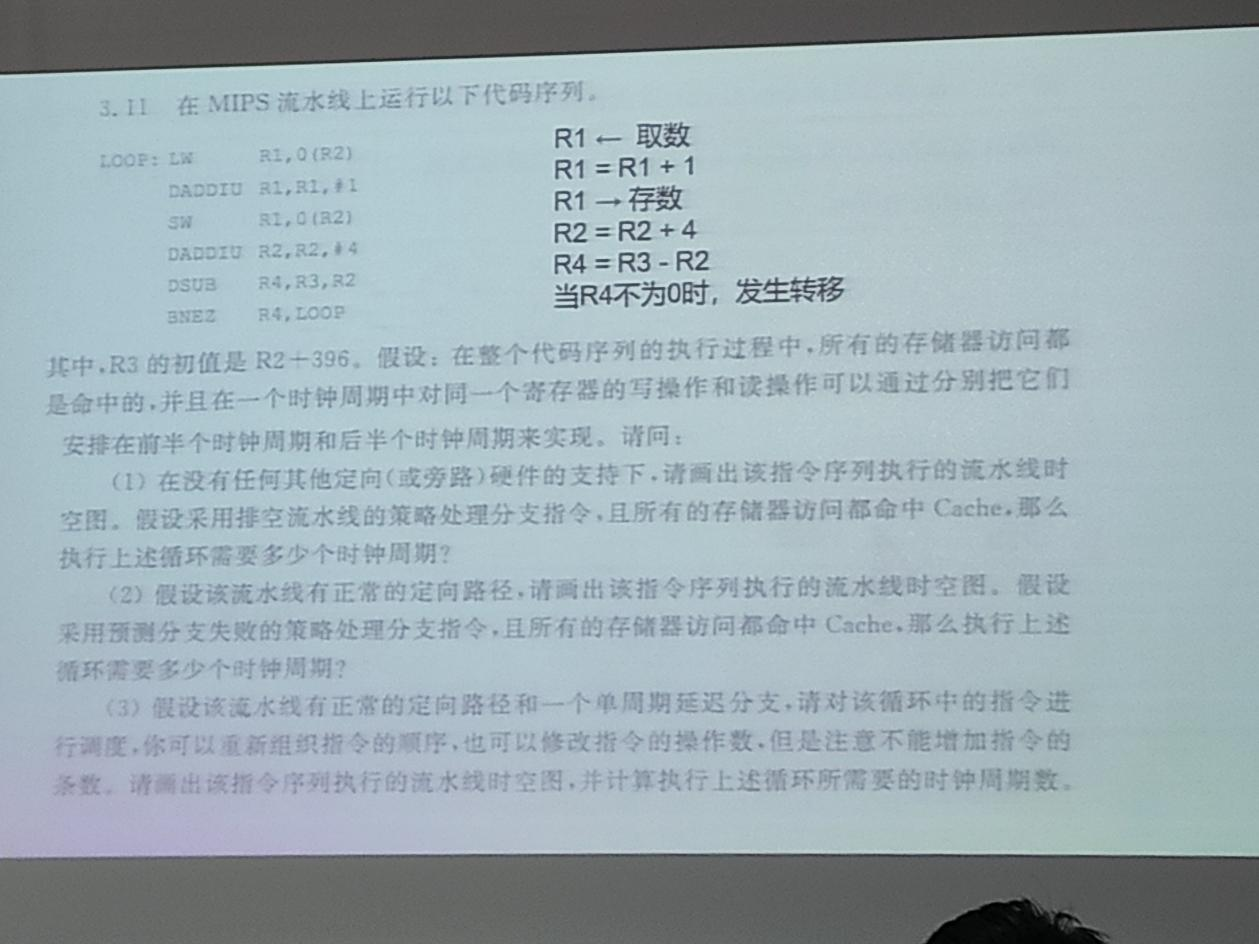 3.11 在 MIPS 流水线上运行以下代码序列。
LOOP: LW R1,0(R2) R1 ← 取数
DADDIU R1,R1,#1 R1 = R1 + 1
SW R1,0(R2) R1 → 存数
DADDIU R2,R2,#4 R2 = R2 + 4
DSUB R4,R3,R2 R4 = R3 - R2
BNEZ R4,LOOP 当R4不为0时，发生转移
其中,R3 的初值是 R2+396。假设：在整个代码序列的执行过程中,所有的存储器访问都
是命中的,并且在一个时钟周期中对同一个寄存器的写操作和读操作可以通过分别把它们
安排在前半个时钟周期和后半个时钟周期来实现。请问：
(1) 在没有任何其他定向(或旁路)硬件的支持下,请画出该指令序列执行的流水线时
空图。假设采用排空流水线的策略处理分支指令,且所有的存储器访问都命中 Cache,那么
执行上述循环需要多少个时钟周期?
(2) 假设该流水线有正常的定向路径,请画出该指令序列执行的流水线时空图。假设
采用预测分支失败的策略处理分支指令,且所有的存储器访问都命中 Cache,那么执行上述
循环需要多少个时钟周期?
(3) 假设该流水线有正常的定向路径和一个单周期延迟分支,请对该循环中的指令进
行调度,你可以重新组织指令的顺序,也可以修改指令的操作数,但是注意不能增加指令的
条数。请画出该指令序列执行的流水线时空图,并计算执行上述循环所需要的时钟周期数。